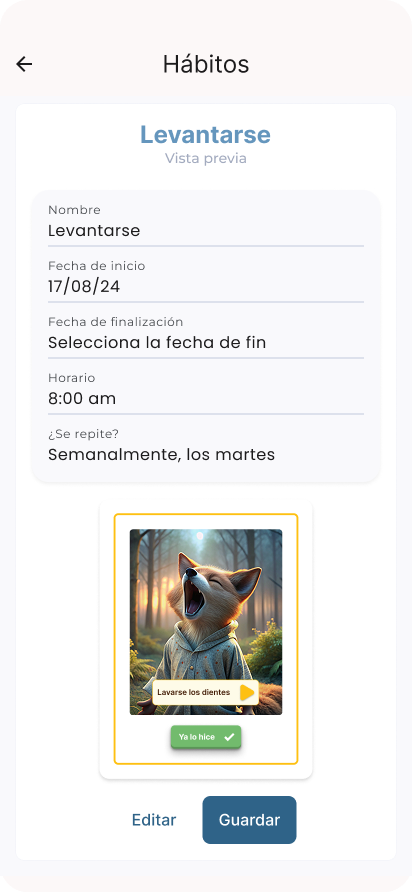 Hábitos
Levantarse
Vista previa
Nombre
Levantarse
Fecha de inicio
17/08/24
Fecha de finalización
Selecciona la fecha de fin
Horario
8:00 am
¿Se repite?
Semanalmente, los martes
Lavarse los dientes
Ya lo hice
Editar
Guardar